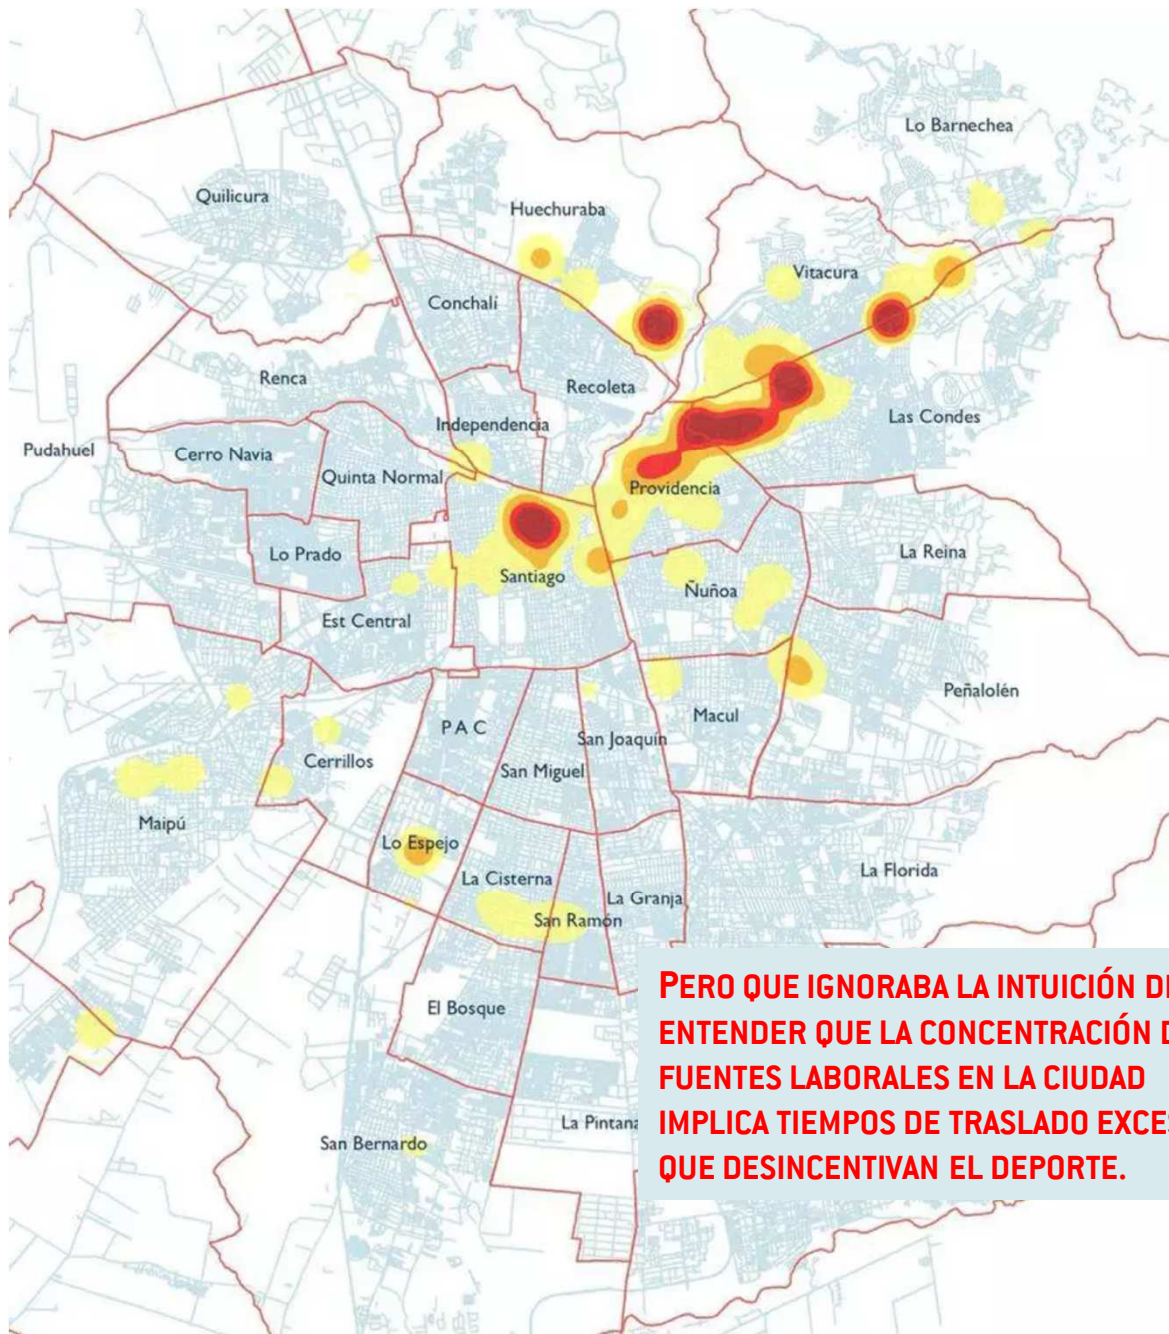 Lo Barnechea
Quilicura
Huechuraba
Vitacura
Conchalí
Renca
Recoleta
Las Condes
Independencia
Pudahuel
Cerro Navia
Quinta Normal
Providencia
Lo Prado
La Reina
Santiago
Ñuñoa
Est Central
Peñalolén
Macul
P A C
San Joaquín
Cerrillos
San Miguel
Maipú
Lo Espejo
La Florida
La Cisterna
La Granja
San Ramón
El Bosque
La Pintana
San Bernardo
PERO QUE IGNORABA LA INTUICIÓN
ENTENDER QUE LA CONCENTRACIÓN
FUENTES LABORALES EN LA CIUDAD
IMPLICA TIEMPOS DE TRASLADO
QUE DESINCENTIVAN EL DEPORTE.